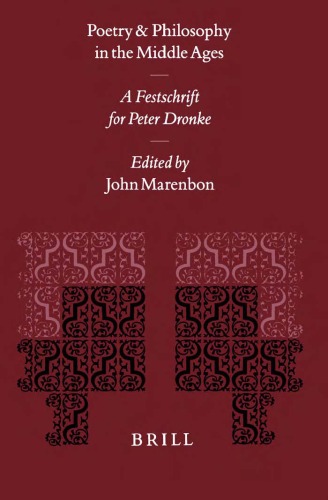 Poetry & Philosophy
in the Middle Ages
A Festschrift
for Peter Dronke
Edited by
John Marenbon
BRILL